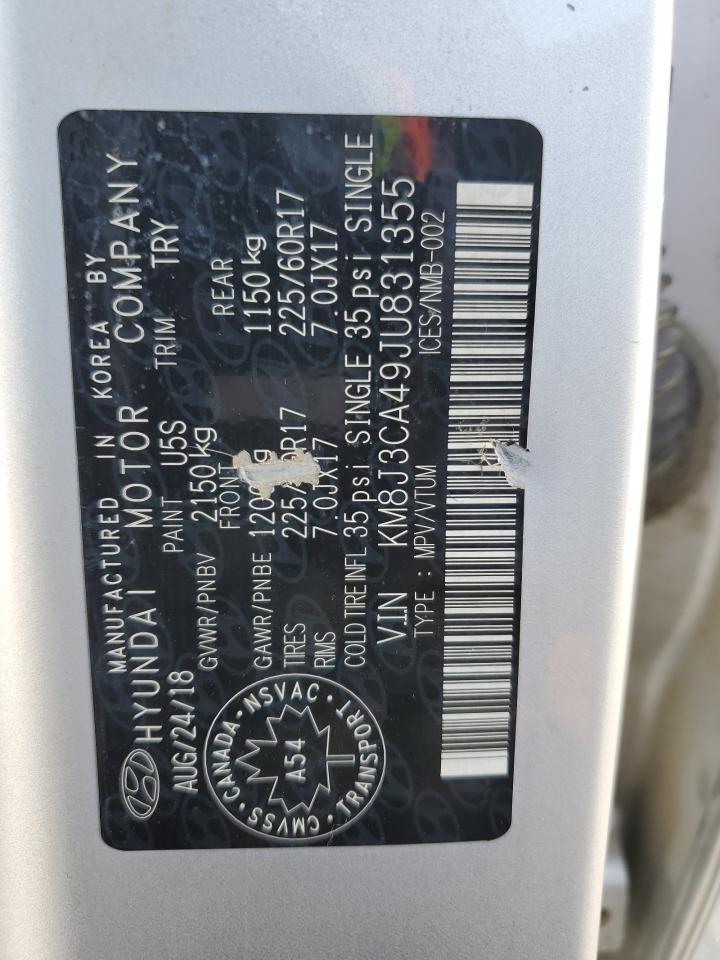 MANUFACTURED IN KOREA BY
HYUNDAI MOTOR COMPANY
AUG/24/18 PAINT U5S TRIM TRY
GVWR/PNBV 2150 kg
FRONT REAR
GAWR/PNBE 1150 kg
TIRES 225/60R17
RIMS 7.0JX17 7.0JX17
COLD TIRE INFL 35 psi SINGLE 35 psi SINGLE
VIN KM8J3CA49JU831355
TYPE : MPV/VTUM ICES/NMB-002
CANADA · NSVAC · TRANSPORT · CMVSS ·
A54